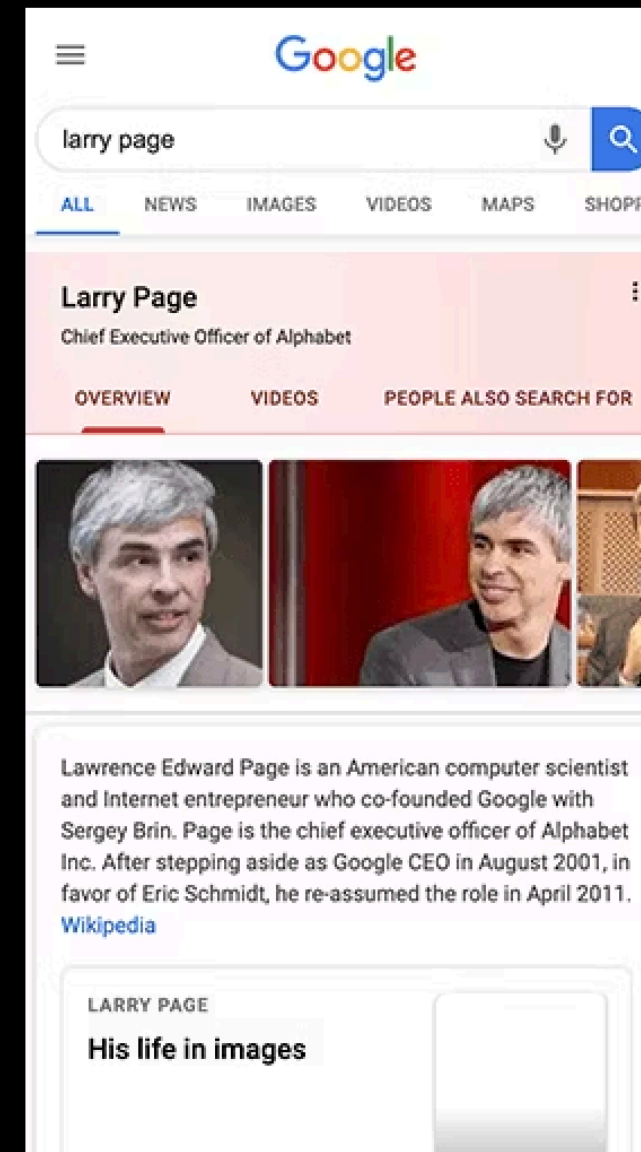 Google
larry page
ALL NEWS IMAGES VIDEOS MAPS SHOPP
Larry Page
Chief Executive Officer of Alphabet
OVERVIEW VIDEOS PEOPLE ALSO SEARCH FOR
Lawrence Edward Page is an American computer scientist
and Internet entrepreneur who co-founded Google with
Sergey Brin. Page is the chief executive officer of Alphabet
Inc. After stepping aside as Google CEO in August 2001, in
favor of Eric Schmidt, he re-assumed the role in April 2011.
Wikipedia
LARRY PAGE
His life in images